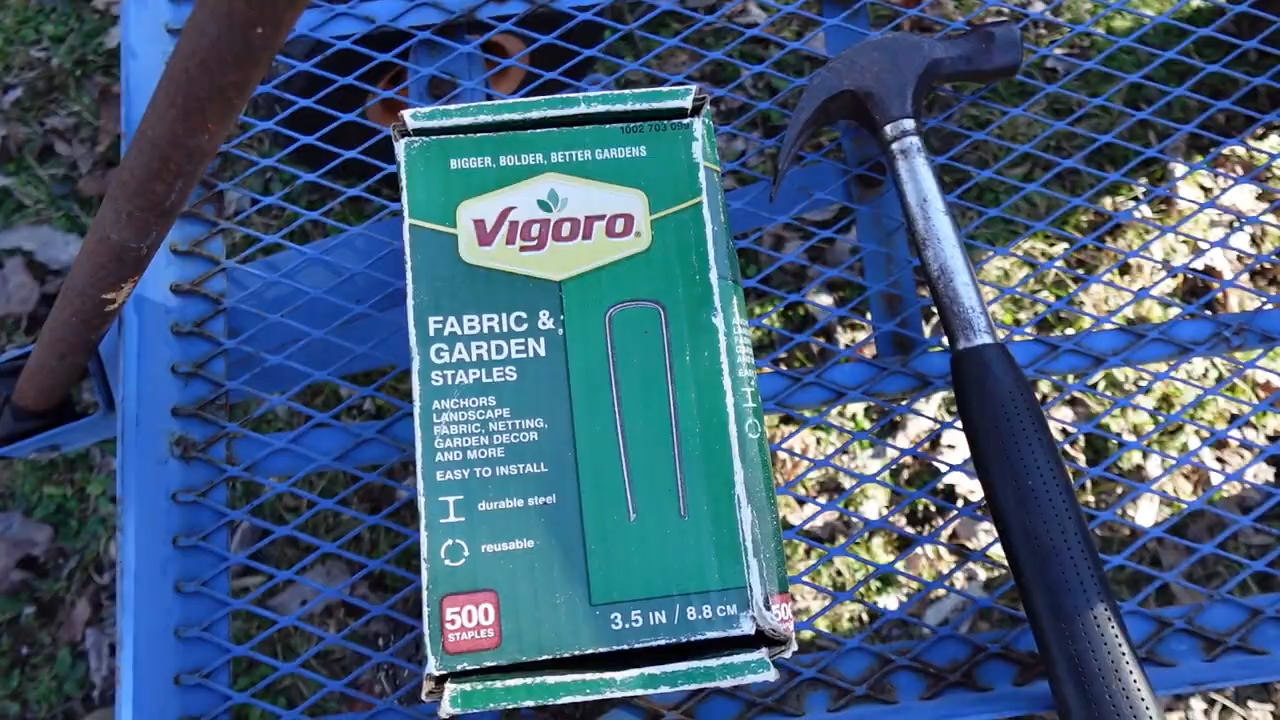 1002 703 099
BIGGER, BOLDER, BETTER GARDENS
Vigoro®
FABRIC &
GARDEN
STAPLES
ANCHORS
LANDSCAPE
FABRIC, NETTING,
GARDEN DECOR
AND MORE
EASY TO INSTALL
durable steel
reusable
500
STAPLES
3.5 IN / 8.8 CM